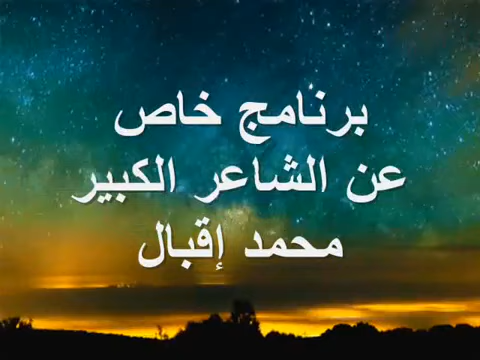 برنامج خاص
عن الشاعر الكبير
محمد إقبال